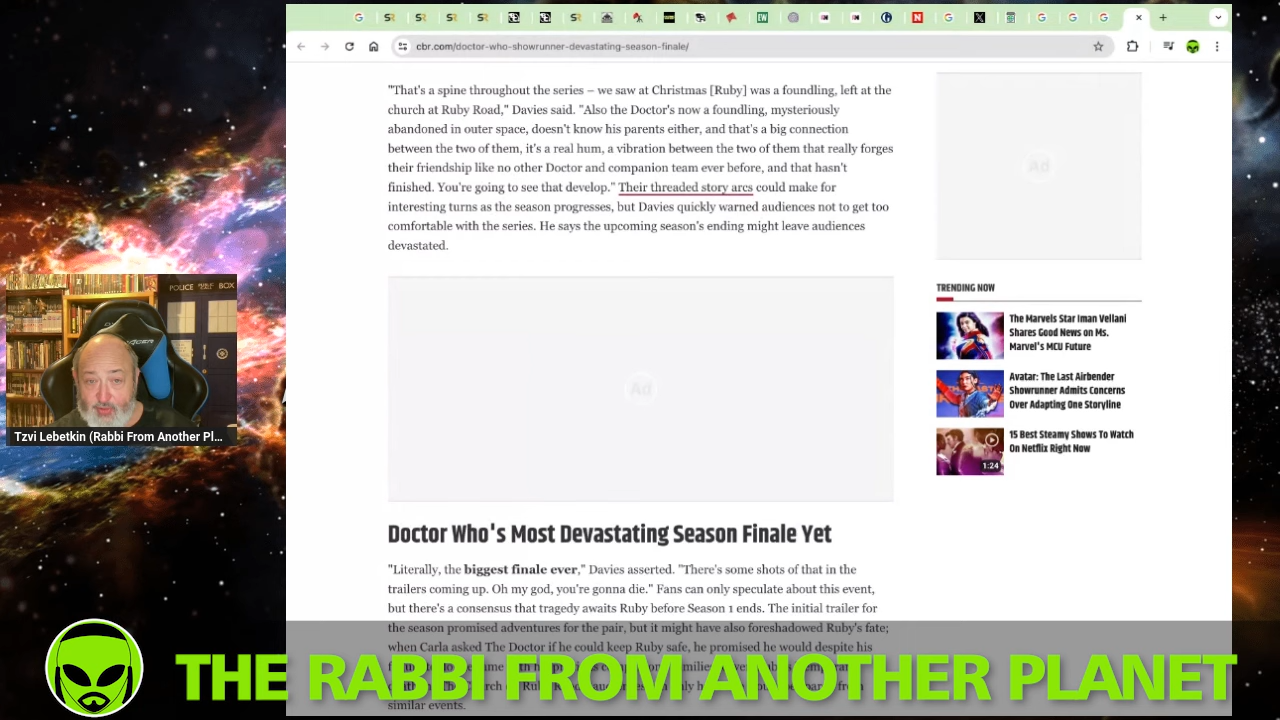 cbr.com/doctor-who-showrunner-devastating-season-finale/
"That's a spine throughout the series – we saw at Christmas [Ruby] was a foundling, left at the
church at Ruby Road," Davies said. "Also the Doctor's now a foundling, mysteriously
abandoned in outer space, doesn't know his parents either, and that's a big connection
between the two of them, it's a real hum, a vibration between the two of them that really forges
their friendship like no other Doctor and companion team ever before, and that hasn't
finished. You're going to see that develop." Their threaded story arcs could make for
interesting turns as the season progresses, but Davies quickly warned audiences not to get too
comfortable with the series. He says the upcoming season's ending might leave audiences
devastated.
Ad
Doctor Who's Most Devastating Season Finale Yet
"Literally, the biggest finale ever," Davies asserted. "There's some shots of that in the
trailers coming up. Oh my god, you're gonna die." Fans can only speculate about this event,
but there's a consensus that tragedy awaits Ruby before Season 1 ends. The initial trailer for
the season promised adventures for the pair, but it might have also foreshadowed Ruby's fate;
when Carla asked The Doctor if he could keep Ruby safe, he promised he would despite his
similar events.
Ad
TRENDING NOW
The Marvels Star Iman Vellani
Shares Good News on Ms.
Marvel's MCU Future
Avatar: The Last Airbender
Showrunner Admits Concerns
Over Adapting One Storyline
15 Best Steamy Shows To Watch
On Netflix Right Now
1:24
POLICE PUBLIC BOX
Tzvi Lebetkin (Rabbi From Another Pl...
THE RABBI FROM ANOTHER PLANET